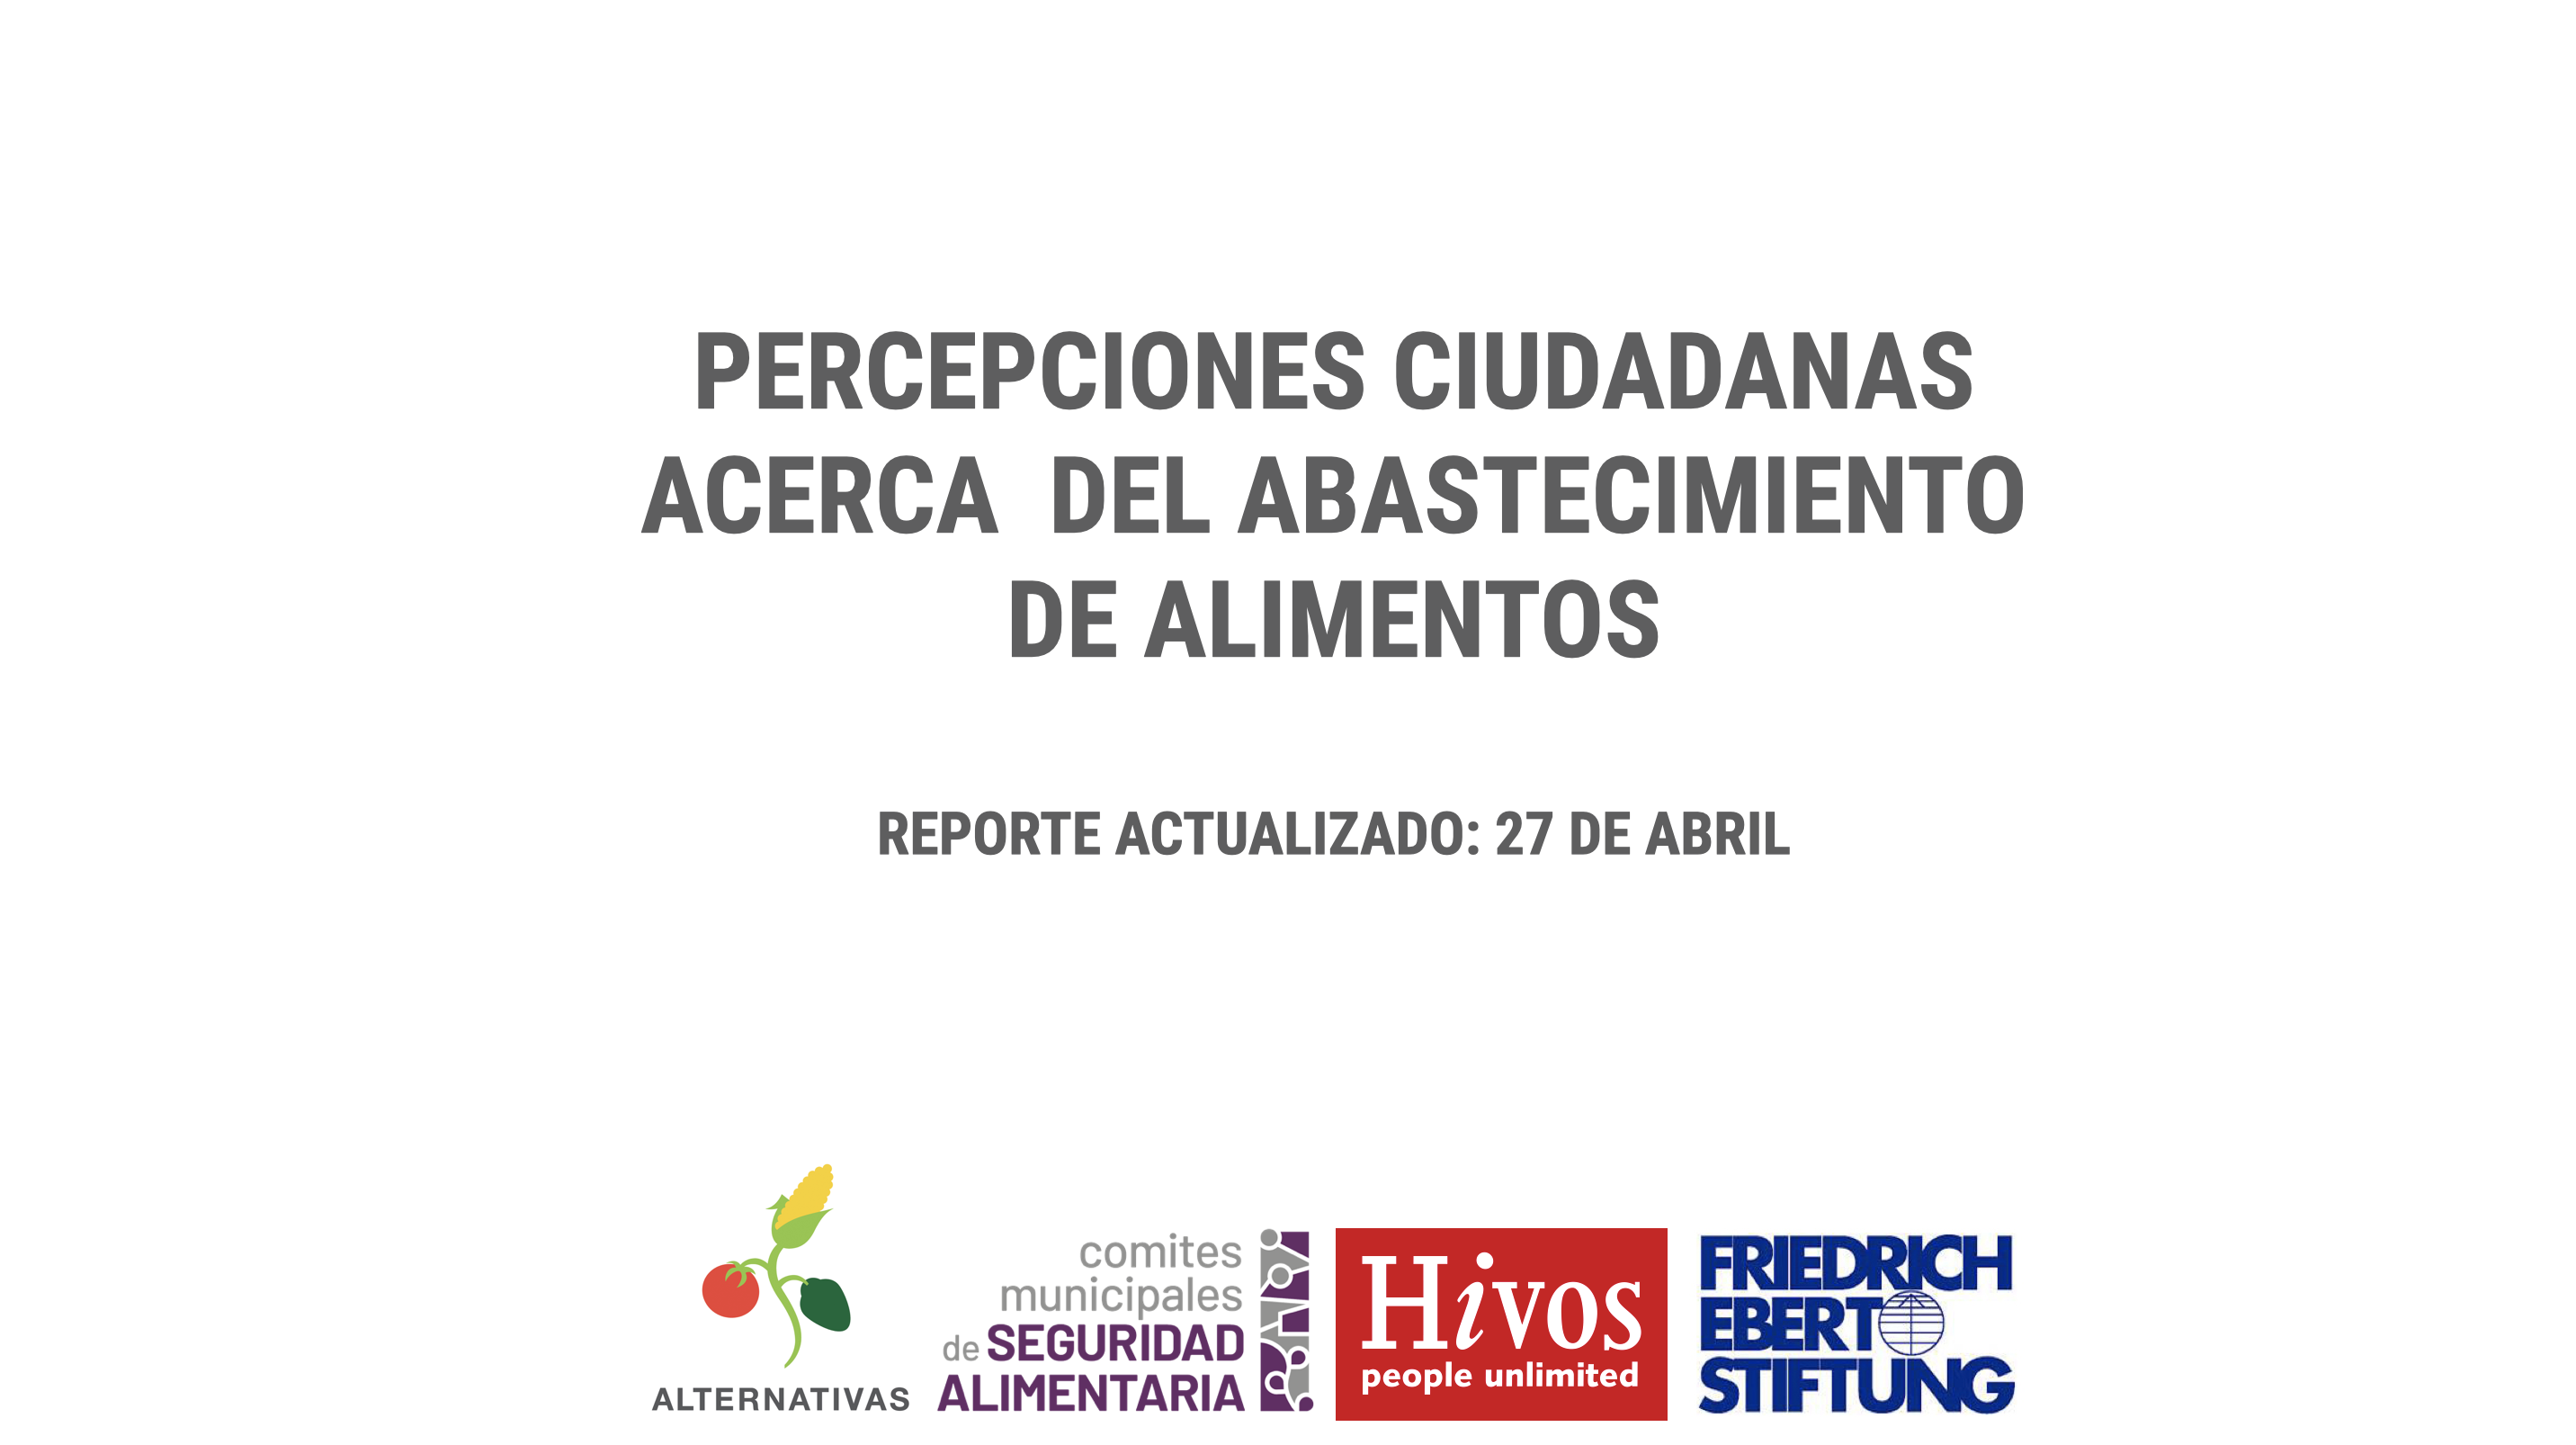 PERCEPCIONES CIUDADANAS
ACERCA DEL ABASTECIMIENTO
DE ALIMENTOS
REPORTE ACTUALIZADO: 27 DE ABRIL
ALTERNATIVAS
comites
municipales
de SEGURIDAD
ALIMENTARIA
Hivos
people unlimited
FRIEDRICH
EBERT
STIFTUNG